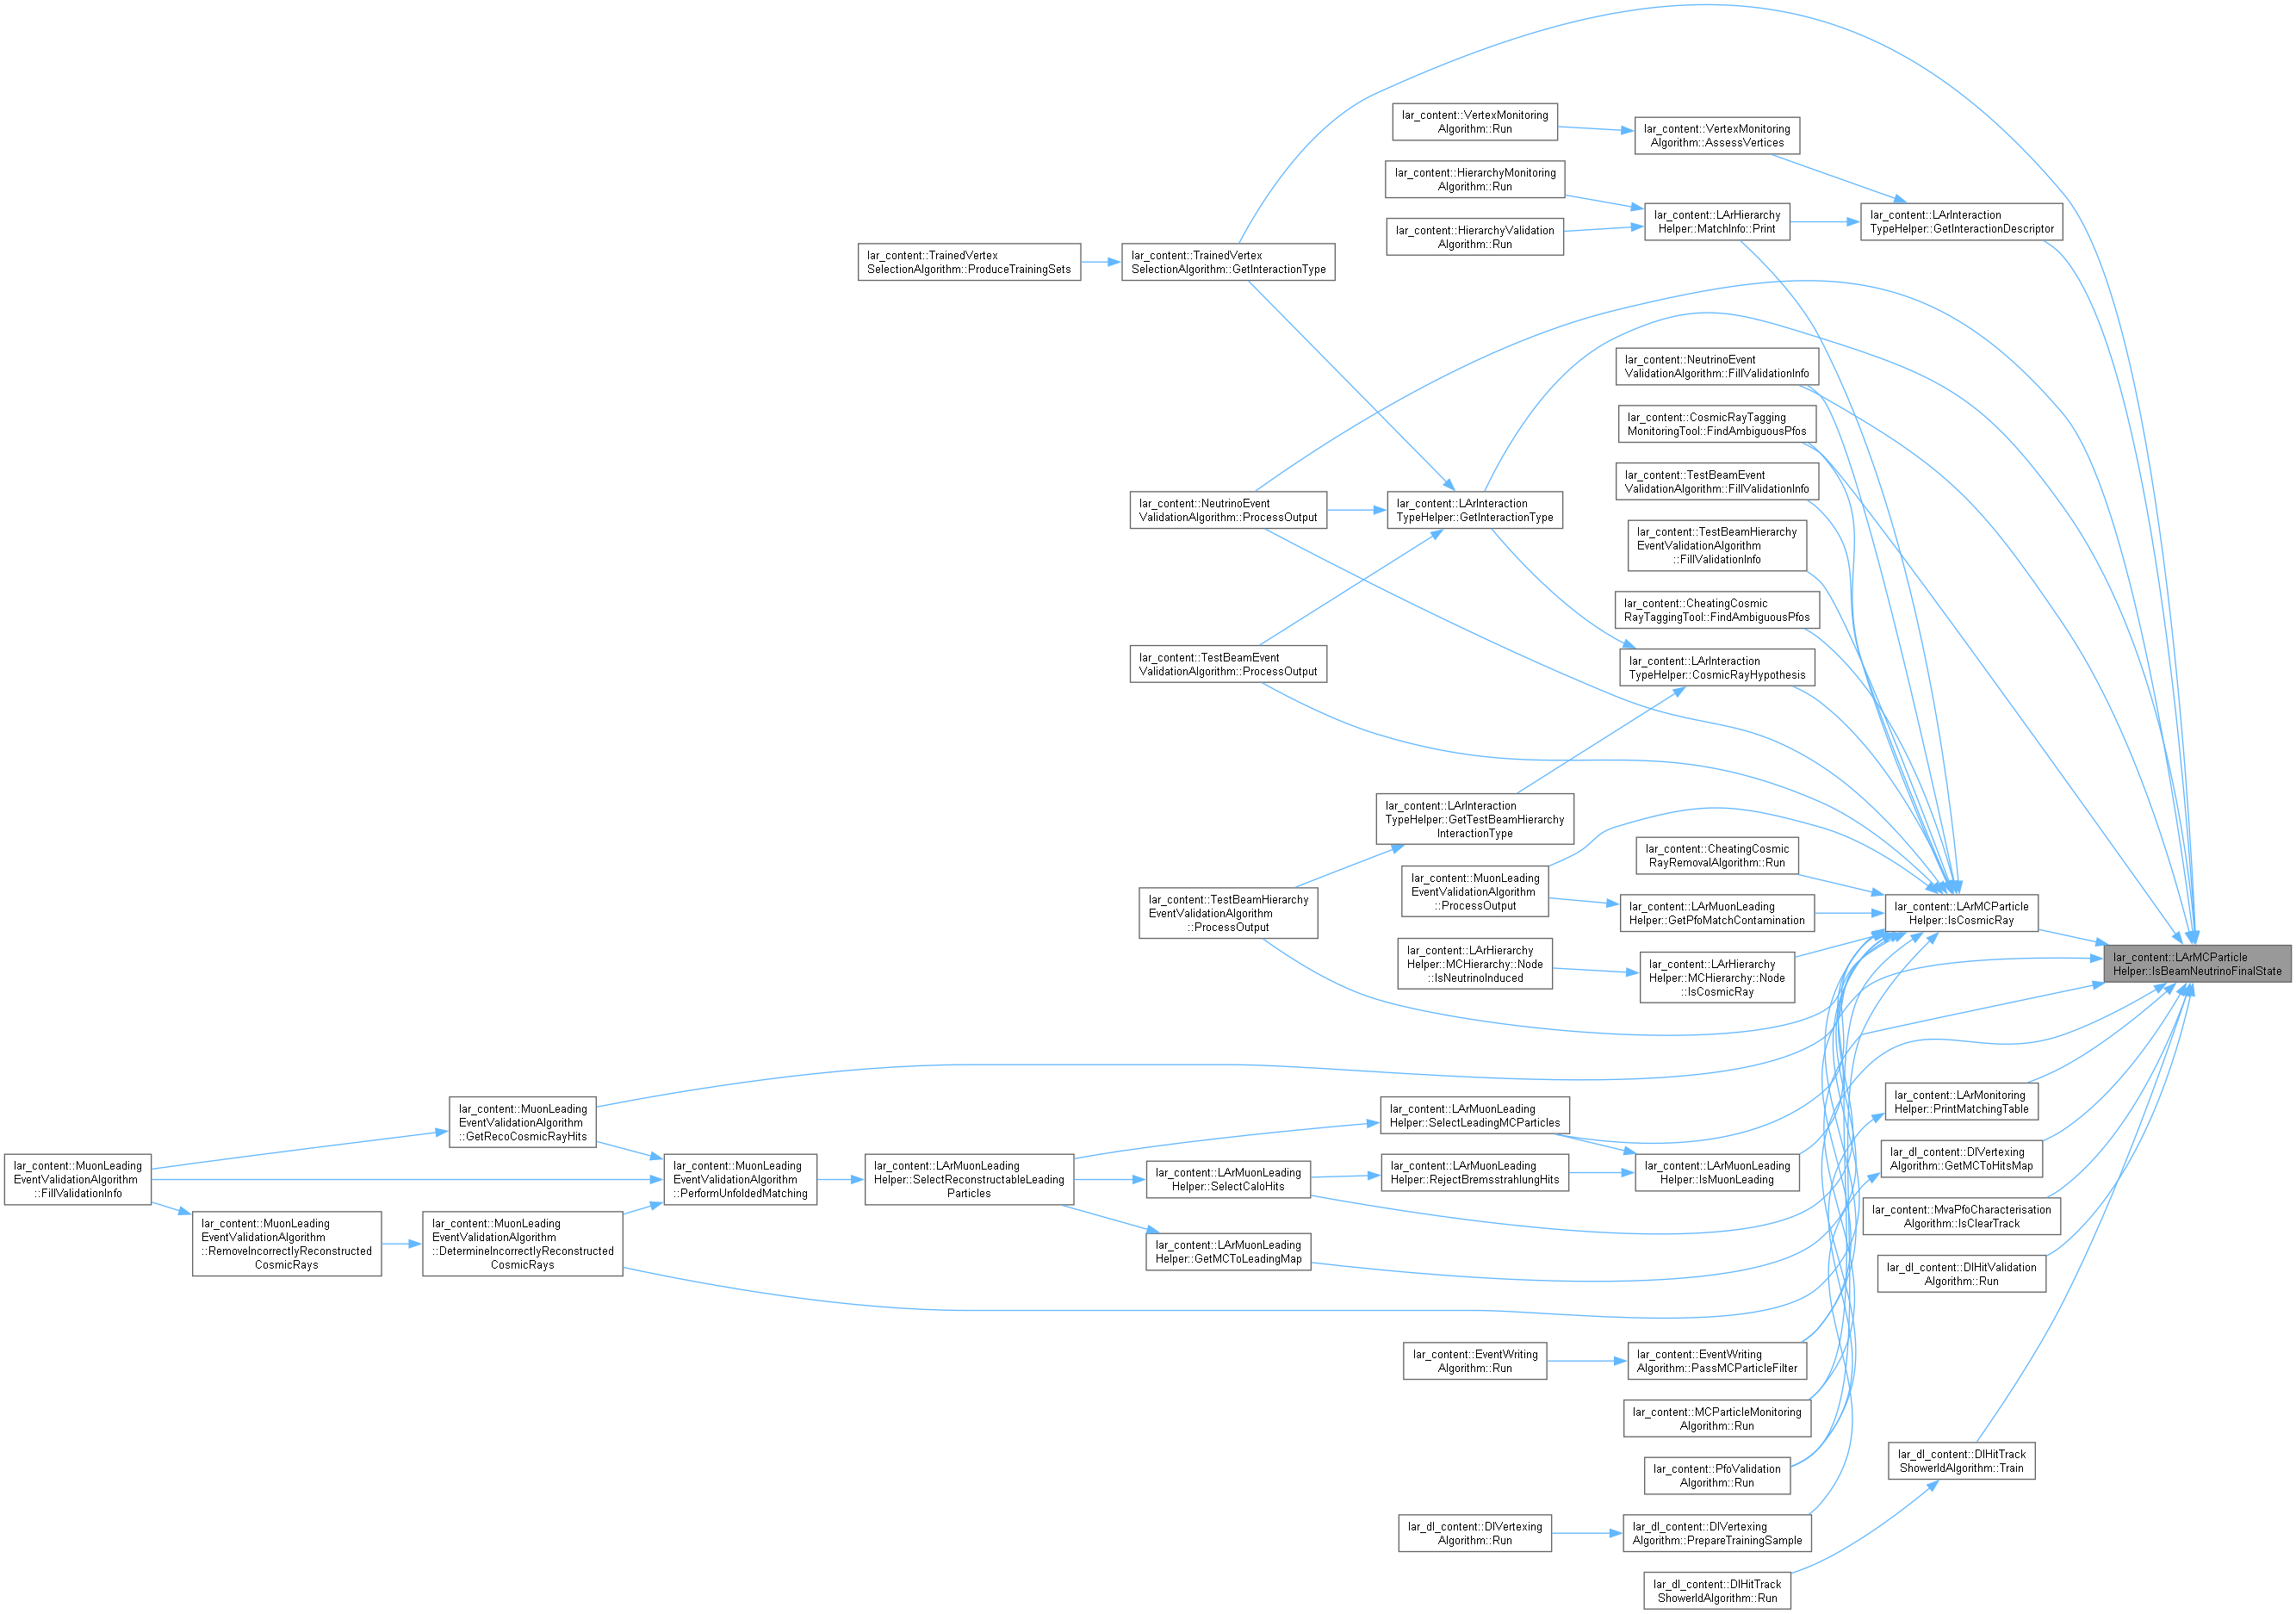 lar_content::VertexMonitoring
Algorithm::Run
lar_content::VertexMonitoring
Algorithm::AssessVertices
lar_content::HierarchyMonitoring
Algorithm::Run
lar_content::LArHierarchy
Helper::MatchInfo::Print
lar_content::LArInteraction
TypeHelper::GetInteractionDescriptor
lar_content::HierarchyValidation
Algorithm::Run
lar_content::TrainedVertex
SelectionAlgorithm::ProduceTrainingSets
lar_content::TrainedVertex
SelectionAlgorithm::GetInteractionType
lar_content::NeutrinoEvent
ValidationAlgorithm::FillValidationInfo
lar_content::CosmicRayTagging
MonitoringTool::FindAmbiguousPfos
lar_content::TestBeamEvent
ValidationAlgorithm::FillValidationInfo
lar_content::NeutrinoEvent
ValidationAlgorithm::ProcessOutput
lar_content::LArInteraction
TypeHelper::GetInteractionType
lar_content::TestBeamHierarchy
EventValidationAlgorithm
::FillValidationInfo
lar_content::CheatingCosmic
RayTaggingTool::FindAmbiguousPfos
lar_content::TestBeamEvent
ValidationAlgorithm::ProcessOutput
lar_content::LArInteraction
TypeHelper::CosmicRayHypothesis
lar_content::LArInteraction
TypeHelper::GetTestBeamHierarchy
InteractionType
lar_content::CheatingCosmic
RayRemovalAlgorithm::Run
lar_content::TestBeamHierarchy
EventValidationAlgorithm
::ProcessOutput
lar_content::MuonLeading
EventValidationAlgorithm
::ProcessOutput
lar_content::LArMuonLeading
Helper::GetPfoMatchContamination
lar_content::LArMCParticle
Helper::IsCosmicRay
lar_content::LArHierarchy
Helper::MCHierarchy::Node
::IsNeutrinoInduced
lar_content::LArHierarchy
Helper::MCHierarchy::Node
::IsCosmicRay
lar_content::LArMCParticle
Helper::IsBeamNeutrinoFinalState
lar_content::MuonLeading
EventValidationAlgorithm
::GetRecoCosmicRayHits
lar_content::LArMuonLeading
Helper::SelectLeadingMCParticles
lar_content::LArMonitoring
Helper::PrintMatchingTable
lar_content::MuonLeading
EventValidationAlgorithm
::FillValidationInfo
lar_content::MuonLeading
EventValidationAlgorithm
::PerformUnfoldedMatching
lar_content::LArMuonLeading
Helper::SelectReconstructableLeading
Particles
lar_content::LArMuonLeading
Helper::SelectCaloHits
lar_content::LArMuonLeading
Helper::RejectBremsstrahlungHits
lar_content::LArMuonLeading
Helper::IsMuonLeading
lar_dl_content::DlVertexing
Algorithm::GetMCToHitsMap
lar_content::MuonLeading
EventValidationAlgorithm
::RemoveIncorrectlyReconstructed
CosmicRays
lar_content::MuonLeading
EventValidationAlgorithm
::DetermineIncorrectlyReconstructed
CosmicRays
lar_content::LArMuonLeading
Helper::GetMCToLeadingMap
lar_content::MvaPfoCharacterisation
Algorithm::IsClearTrack
lar_dl_content::DlHitValidation
Algorithm::Run
lar_content::EventWriting
Algorithm::Run
lar_content::EventWriting
Algorithm::PassMCParticleFilter
lar_content::MCParticleMonitoring
Algorithm::Run
lar_content::PfoValidation
Algorithm::Run
lar_dl_content::DlHitTrack
ShowerIdAlgorithm::Train
lar_dl_content::DlVertexing
Algorithm::Run
lar_dl_content::DlVertexing
Algorithm::PrepareTrainingSample
lar_dl_content::DlHitTrack
ShowerIdAlgorithm::Run